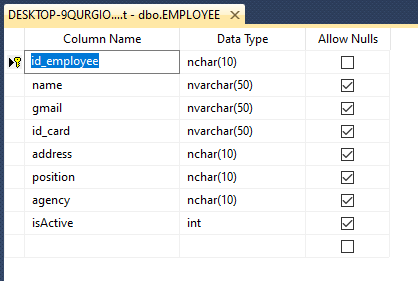 DESKTOP-9QURGIO....t - dbo.EMPLOYEE
Column Name Data Type Allow Nulls
id_employee nchar(10)
name nvarchar(50)
gmail nvarchar(50)
id_card nvarchar(50)
address nchar(10)
position nchar(10)
agency nchar(10)
isActive int